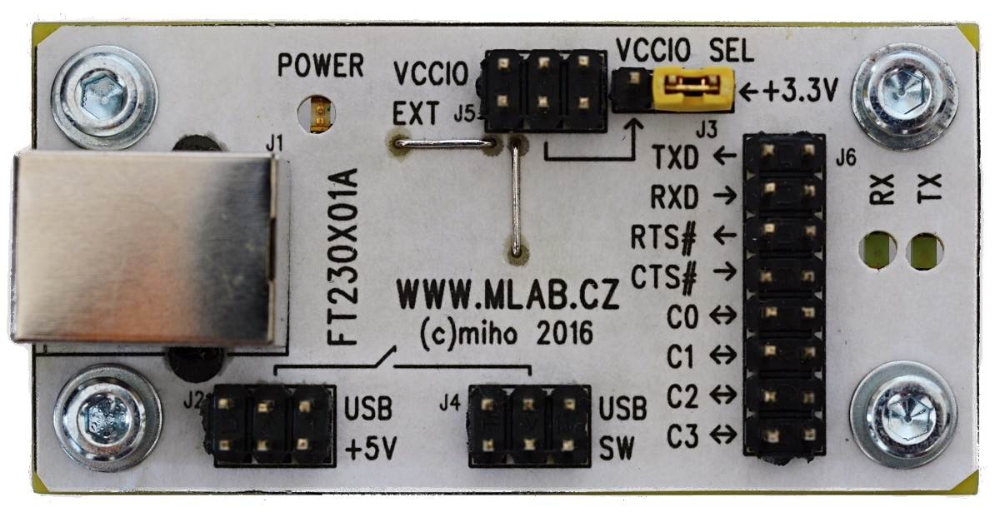 POWER
VCCIO
EXT J5
VCCIO SEL
←+3.3V
J3
J1
J6
TXD ←
RXD →
RTS# ←
CTS# →
C0 ↔
C1 ↔
C2 ↔
C3 ↔
RX
TX
FT230X01A
WWW.MLAB.CZ
(c)miho 2016
J2
USB
+5V
J4
USB
SW